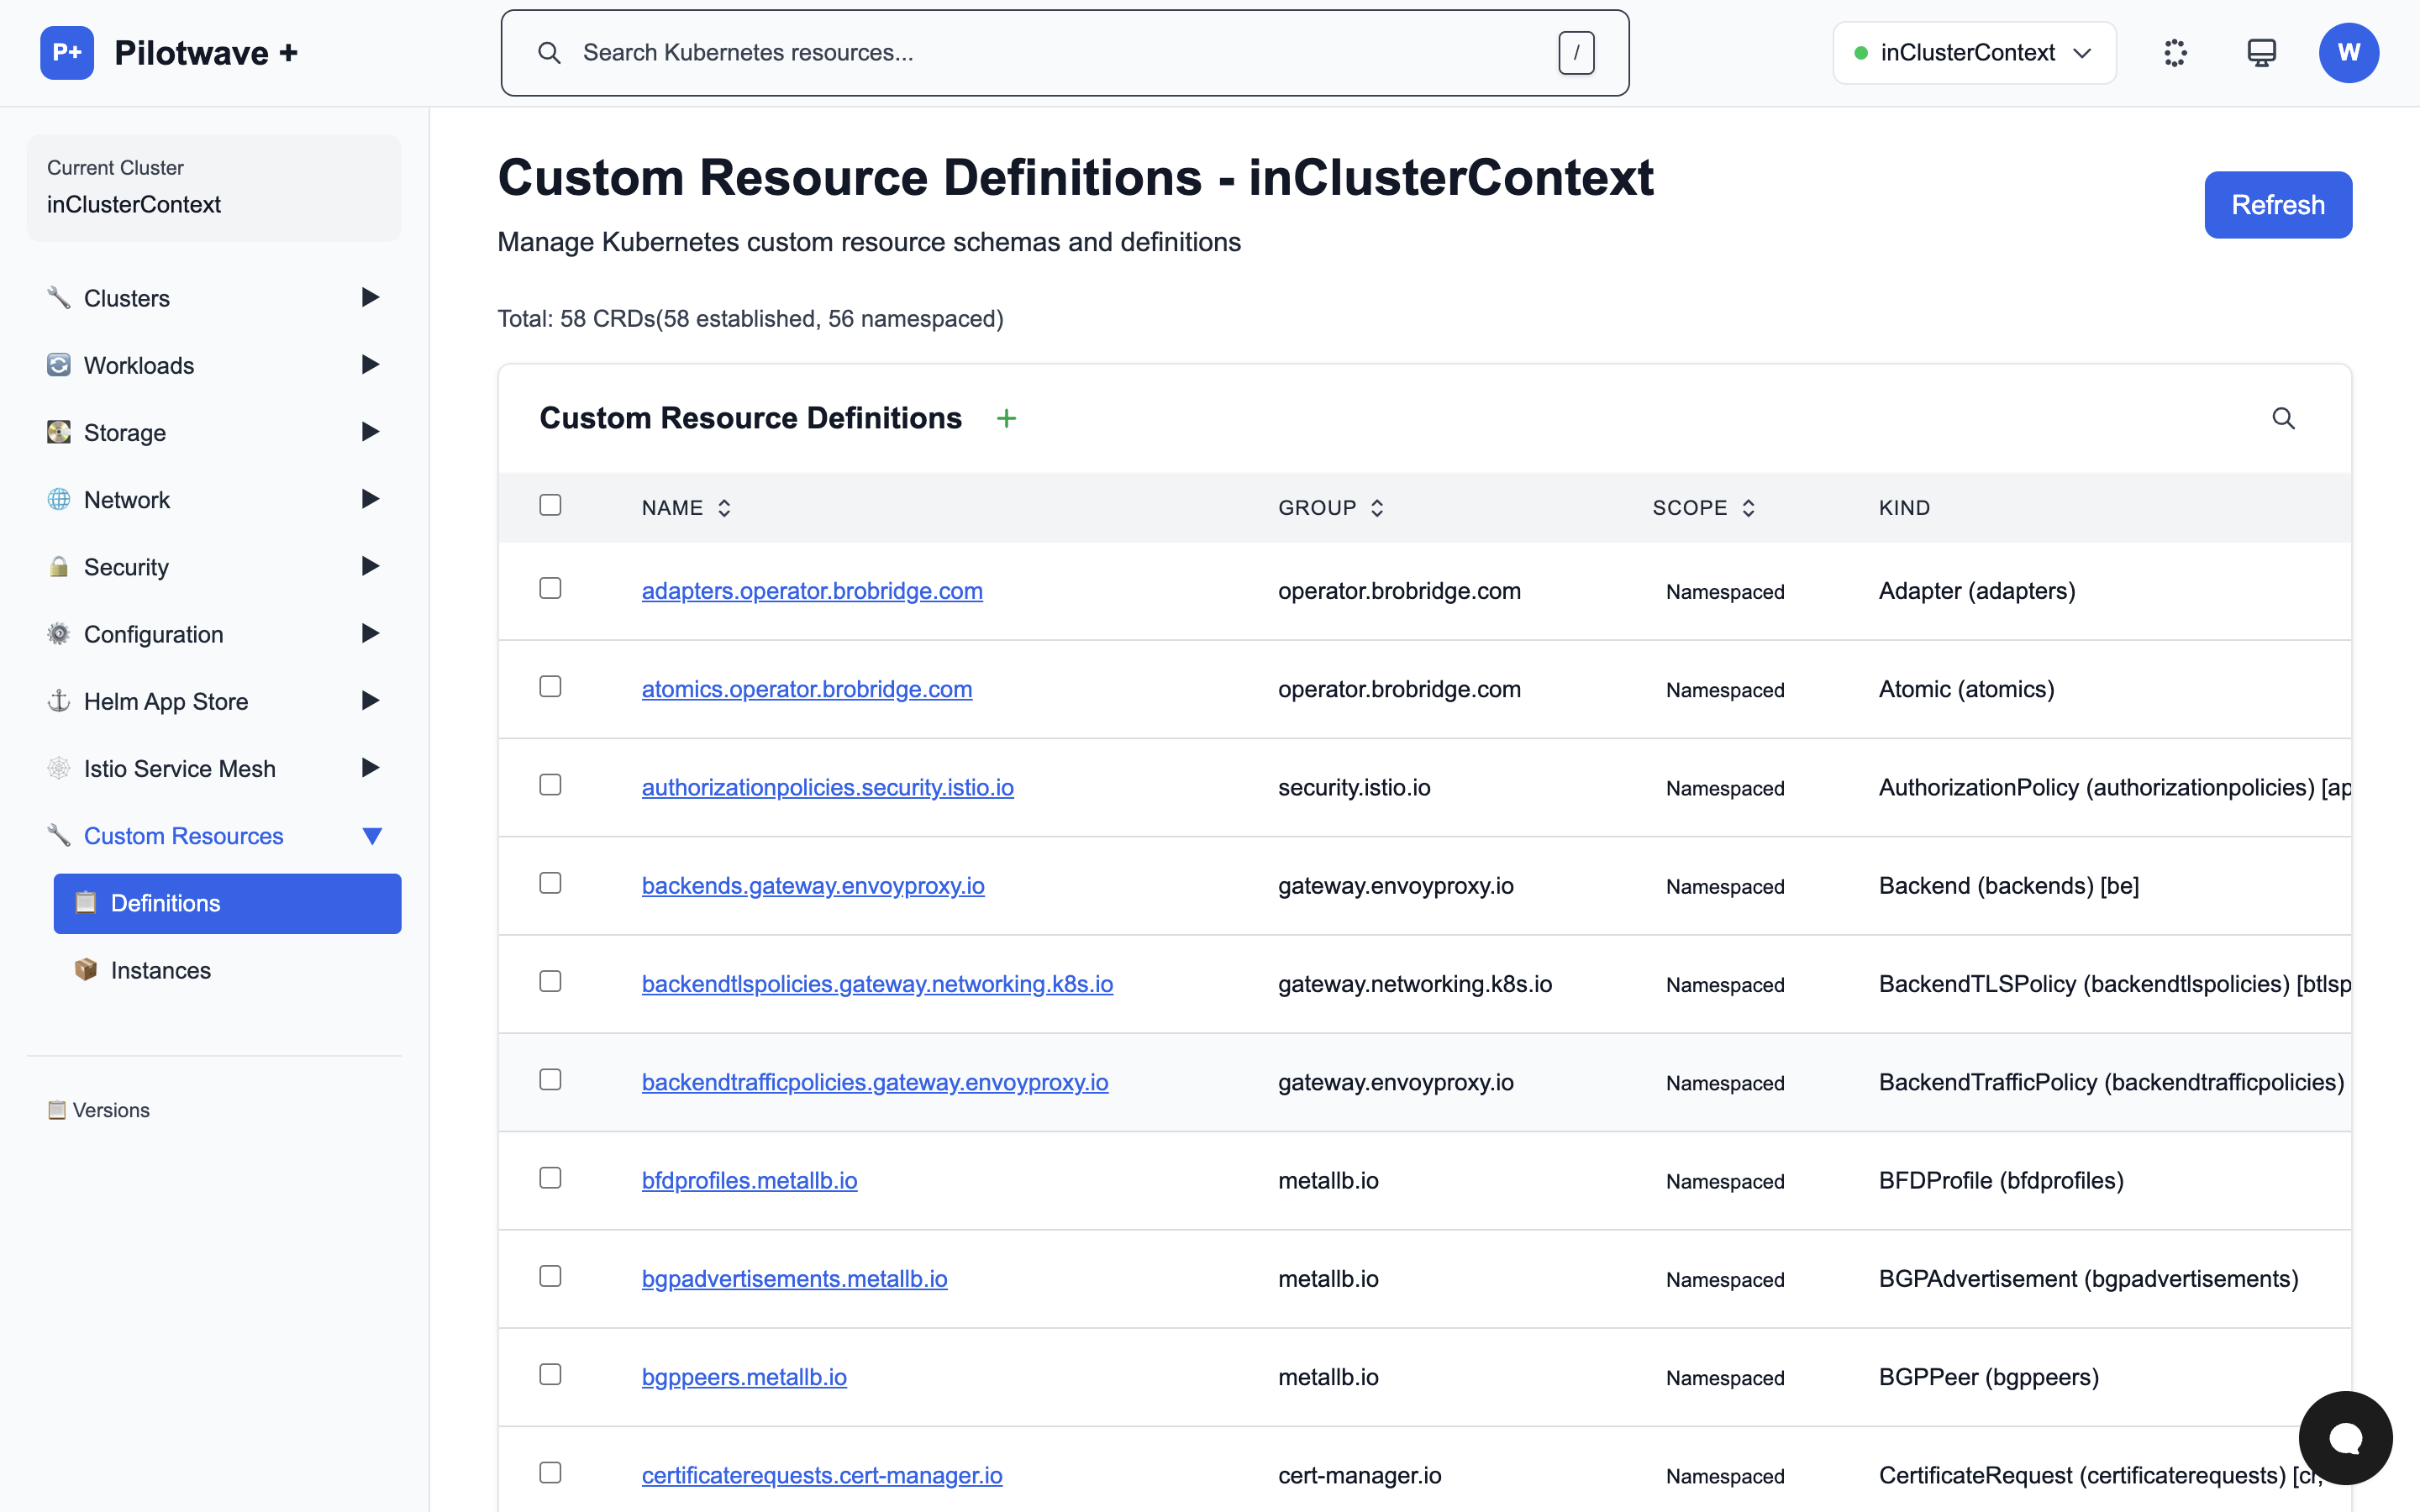 P+ Pilotwave +
Search Kubernetes resources... /
inClusterContext
W
Current Cluster
inClusterContext
Clusters
Workloads
Storage
Network
Security
Configuration
Helm App Store
Istio Service Mesh
Custom Resources
Definitions
Instances
Versions
Custom Resource Definitions - inClusterContext
Manage Kubernetes custom resource schemas and definitions
Refresh
Total: 58 CRDs(58 established, 56 namespaced)
Custom Resource Definitions +
NAME GROUP SCOPE KIND
adapters.operator.brobridge.com operator.brobridge.com Namespaced Adapter (adapters)
atomics.operator.brobridge.com operator.brobridge.com Namespaced Atomic (atomics)
authorizationpolicies.security.istio.io security.istio.io Namespaced AuthorizationPolicy (authorizationpolicies) [ap
backends.gateway.envoyproxy.io gateway.envoyproxy.io Namespaced Backend (backends) [be]
backendtlspolicies.gateway.networking.k8s.io gateway.networking.k8s.io Namespaced BackendTLSPolicy (backendtlspolicies) [btlsp
backendtrafficpolicies.gateway.envoyproxy.io gateway.envoyproxy.io Namespaced BackendTrafficPolicy (backendtrafficpolicies)
bfdprofiles.metallb.io metallb.io Namespaced BFDProfile (bfdprofiles)
bgpadvertisements.metallb.io metallb.io Namespaced BGPAdvertisement (bgpadvertisements)
bgppeers.metallb.io metallb.io Namespaced BGPPeer (bgppeers)
certificaterequests.cert-manager.io cert-manager.io Namespaced CertificateRequest (certificaterequests)